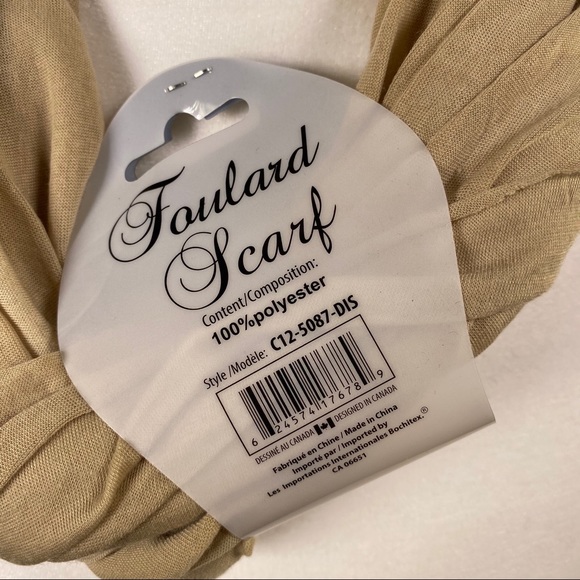 Foulard
Scarf
Content/Composition:
100%polyester
Style /Modèle: C12-5087-DIS
6 24574 17678 9
DESSINÉ AU CANADA DESIGNED IN CANADA
Fabriqué en Chine / Made in China
Importé par / Imported by
Les Importations Internationales Bochitex®
CA 06651